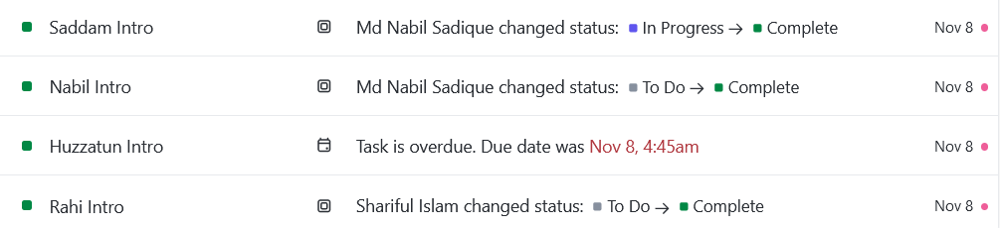 Saddam Intro Md Nabil Sadique changed status: In Progress → Complete Nov 8
Nabil Intro Md Nabil Sadique changed status: To Do → Complete Nov 8
Huzzatun Intro Task is overdue. Due date was Nov 8, 4:45am Nov 8
Rahi Intro Shariful Islam changed status: To Do → Complete Nov 8